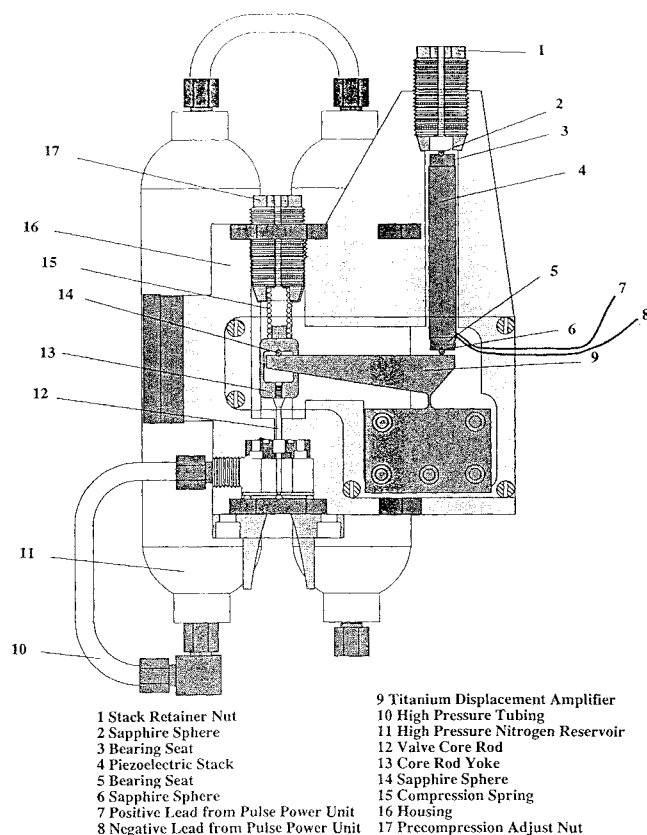 1
2
3
4
5
6
7
8
9
17
16
15
14
13
12
11
10
1 Stack Retainer Nut
2 Sapphire Sphere
3 Bearing Seat
4 Piezoelectric Stack
5 Bearing Seat
6 Sapphire Sphere
7 Positive Lead from Pulse Power Unit
8 Negative Lead from Pulse Power Unit
9 Titanium Displacement Amplifier
10 High Pressure Tubing
11 High Pressure Nitrogen Reservoir
12 Valve Core Rod
13 Core Rod Yoke
14 Sapphire Sphere
15 Compression Spring
16 Housing
17 Precompression Adjust Nut